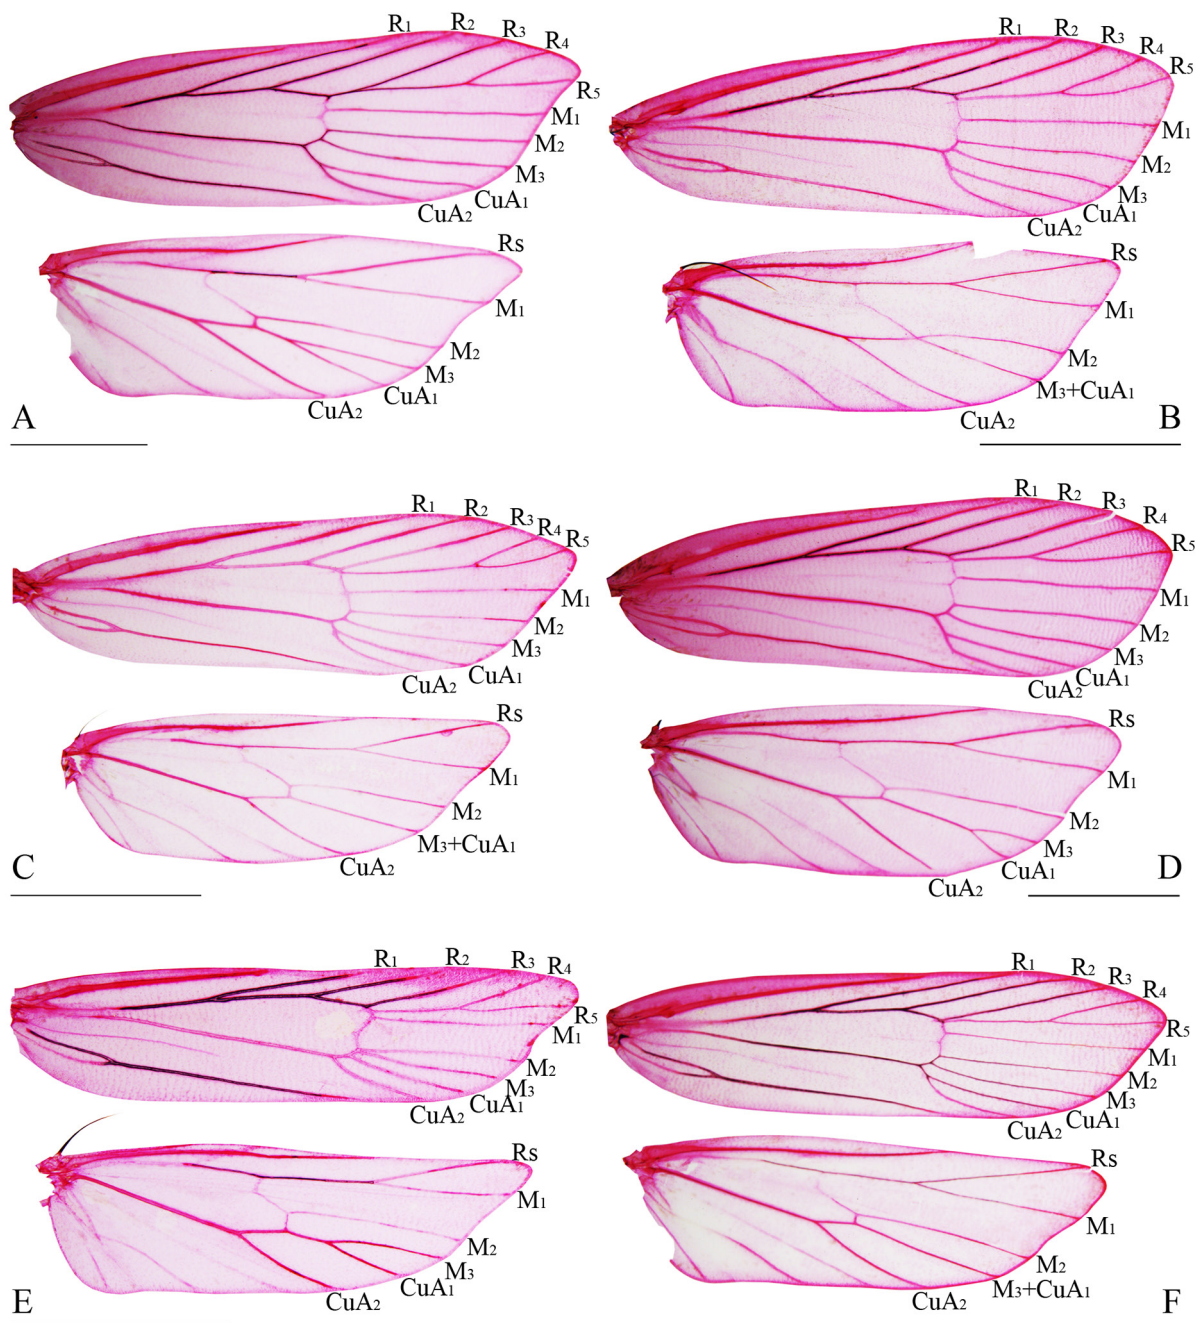 R1 R2 R3 R4 R5 M1 M2 M3 CuA1 CuA2
Rs M1 M2 M3 CuA1 CuA2
A
R1 R2 R3 R4 R5 M1 M2 M3 CuA1 CuA2
Rs M1 M2 M3+CuA1 CuA2
B
R1 R2 R3 R4 R5 M1 M2 M3 CuA1 CuA2
Rs M1 M2 M3+CuA1 CuA2
C
R1 R2 R3 R4 R5 M1 M2 M3 CuA1 CuA2
Rs M1 M2 M3 CuA1 CuA2
D
R1 R2 R3 R4 R5 M1 M2 M3 CuA1 CuA2
Rs M1 M2 M3 CuA1 CuA2
E
R1 R2 R3 R4 R5 M1 M2 M3 CuA1 CuA2
Rs M1 M2 M3+CuA1 CuA2
F